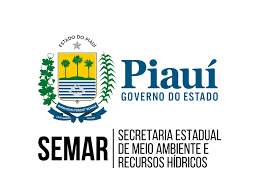 ESTADO DO PIAUÍ
Piauí
GOVERNO DO ESTADO
SEMAR
SECRETARIA ESTADUAL
DE MEIO AMBIENTE E
RECURSOS HÍDRICOS